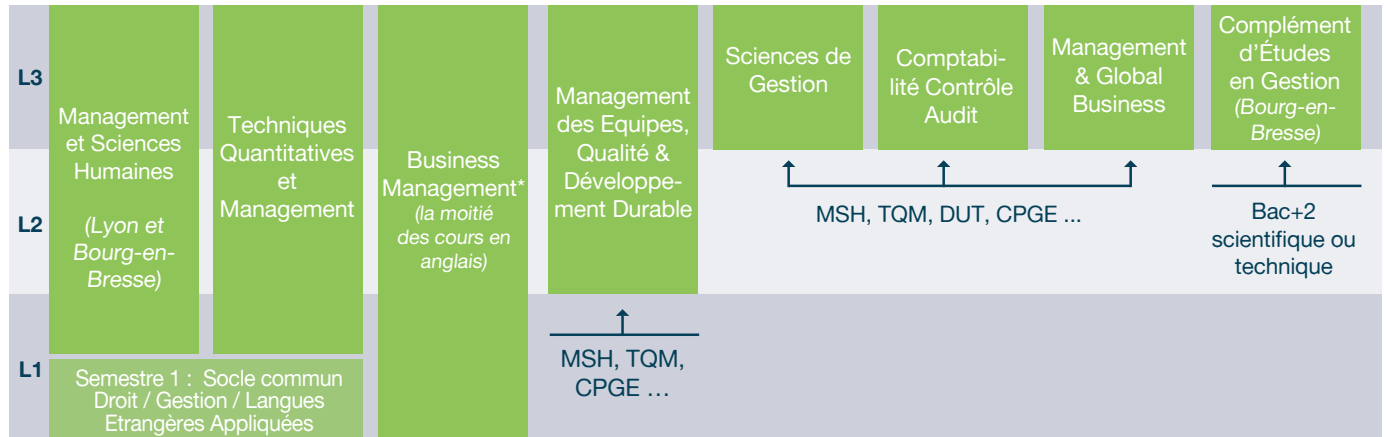 L3
L2
L1
Management
et Sciences
Humaines
(Lyon et
Bourg-en-
Bresse)
Techniques
Quantitatives
et
Management
Semestre 1 : Socle commun
Droit / Gestion / Langues
Etrangères Appliquées
Business
Management*
(la moitié
des cours en
anglais)
Management
des Equipes,
Qualité &
Développe-
ment Durable
MSH, TQM,
CPGE ...
Sciences de
Gestion
Comptabi-
lité Contrôle
Audit
Management
& Global
Business
MSH, TQM, DUT, CPGE ...
Complément
d'Études
en Gestion
(Bourg-en-
Bresse)
Bac+2
scientifique ou
technique